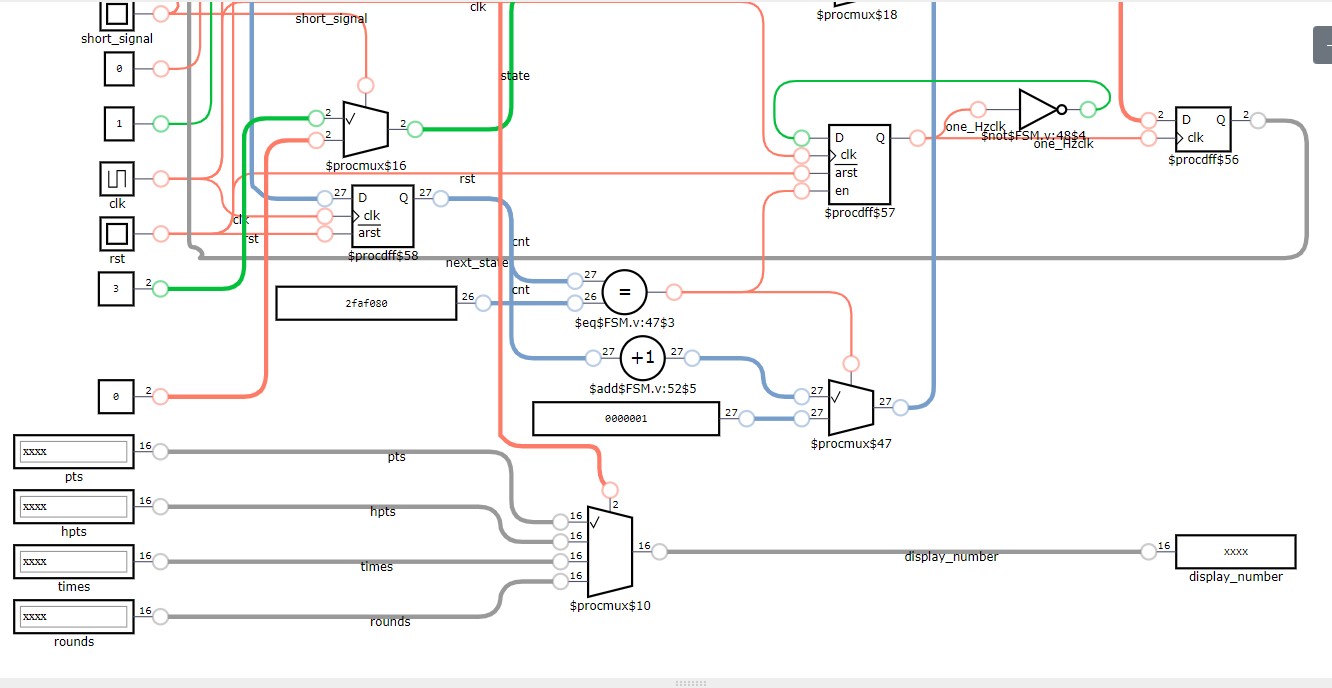 short_signal
0
1
clk
rst
3 2
0 2
xxxx 16
pts
xxxx 16
hpts
xxxx 16
times
xxxx 16
rounds
short_signal
clk
state
2
2
2
$procmux$16
$procmux$18
27 D Q 27
clk
arst
$procdff$58
clk
rst
rst
cnt
next_state
cnt
2faf080 26
27
26
=
$eq$FSM.v:47$3
27 +1 27
$add$FSM.v:52$5
0000001 27
27
27
27
$procmux$47
D Q
clk
arst
en
$procdff$57
one_Hzclk
$not$FSM.v:48$4
one_Hzclk
2 D Q 2
clk
$procdff$56
pts
hpts
times
rounds
2
16
16
16
16
16
$procmux$10
display_number
16 xxxx
display_number